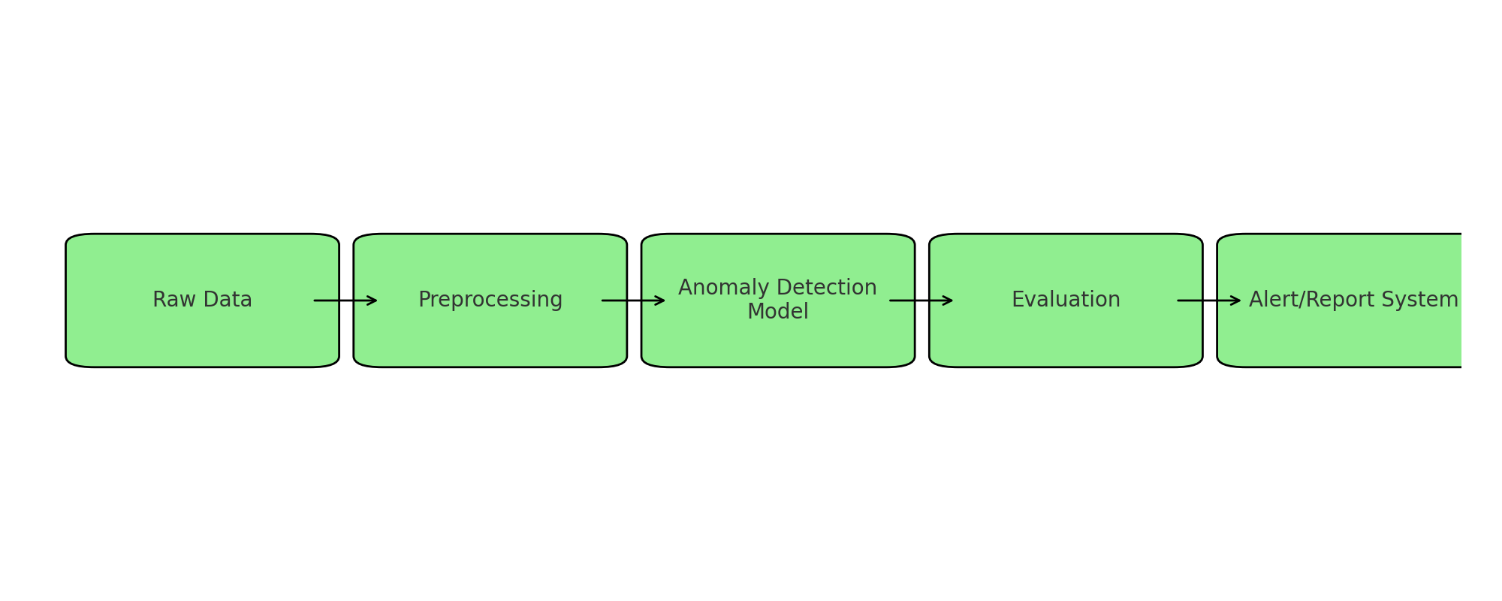 Raw Data
Preprocessing
Anomaly Detection
Model
Evaluation
Alert/Report System